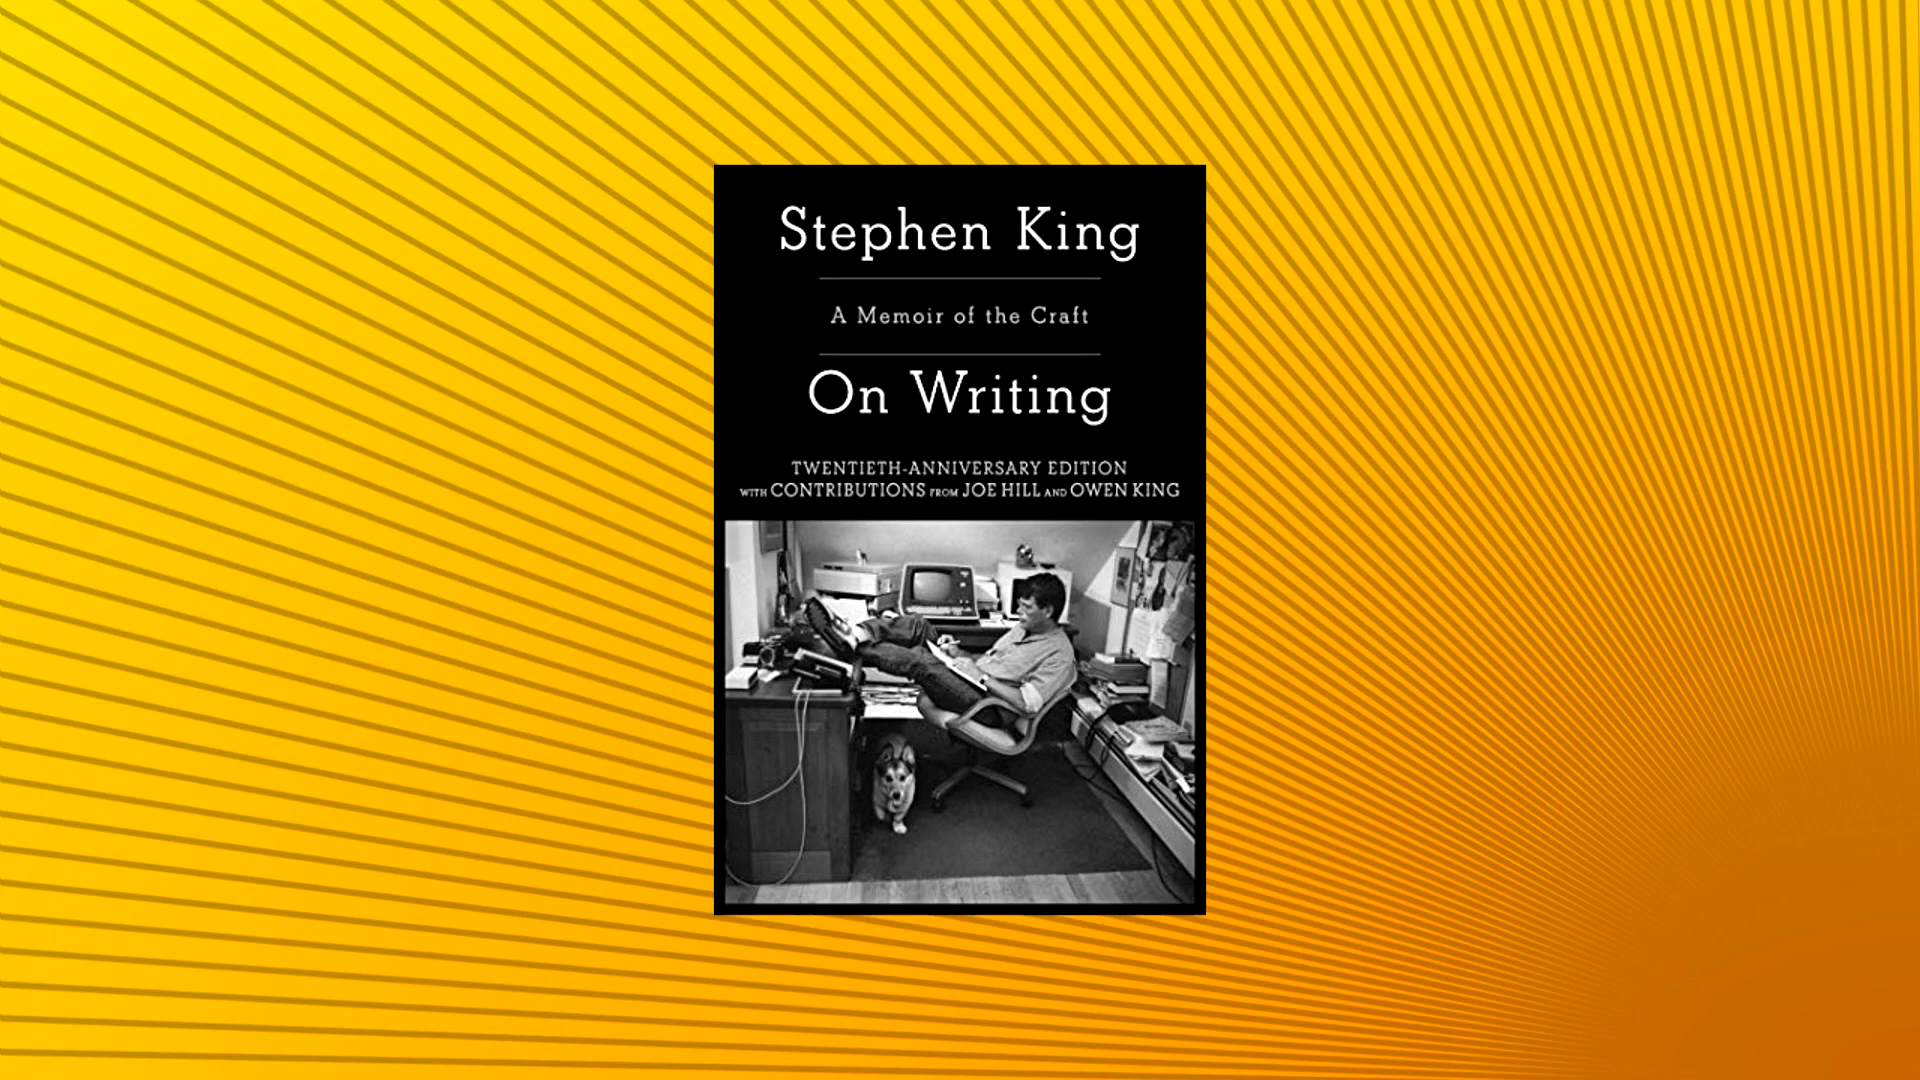 Stephen King
A Memoir of the Craft
On Writing
TWENTIETH-ANNIVERSARY EDITION
WITH CONTRIBUTIONS FROM JOE HILL AND OWEN KING